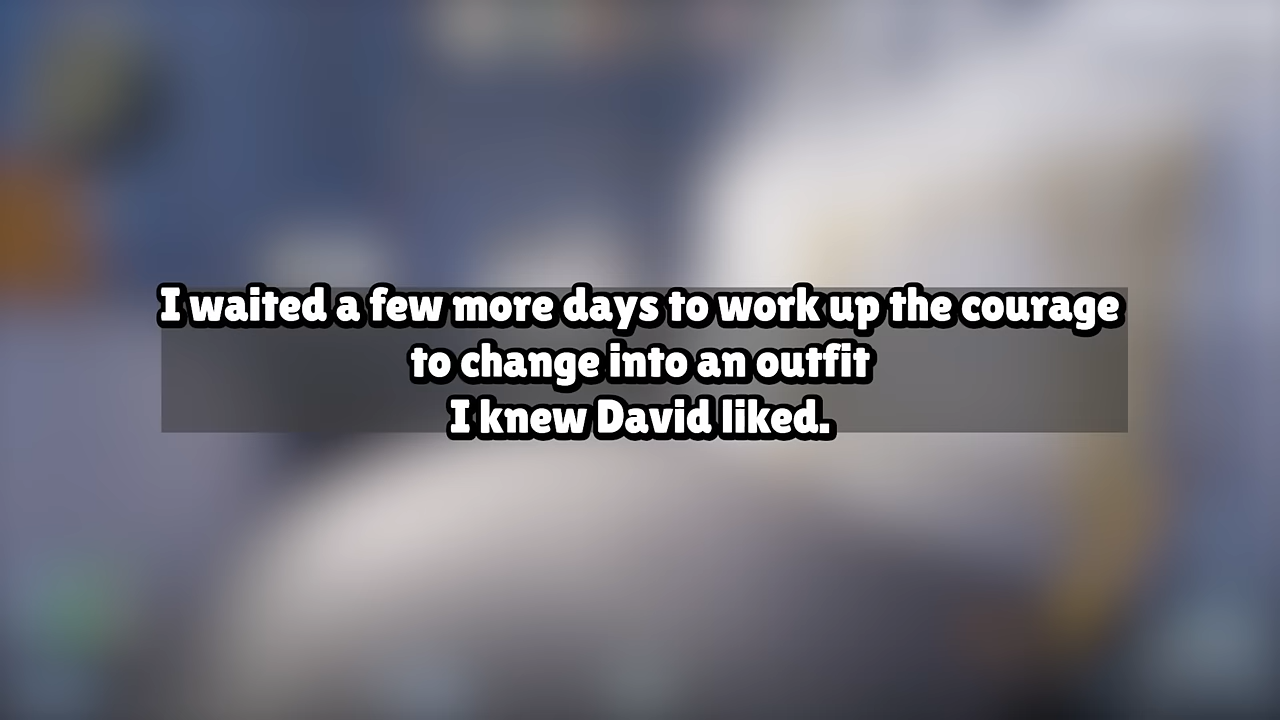 I waited a few more days to work up the courage
to change into an outfit
I knew David liked.